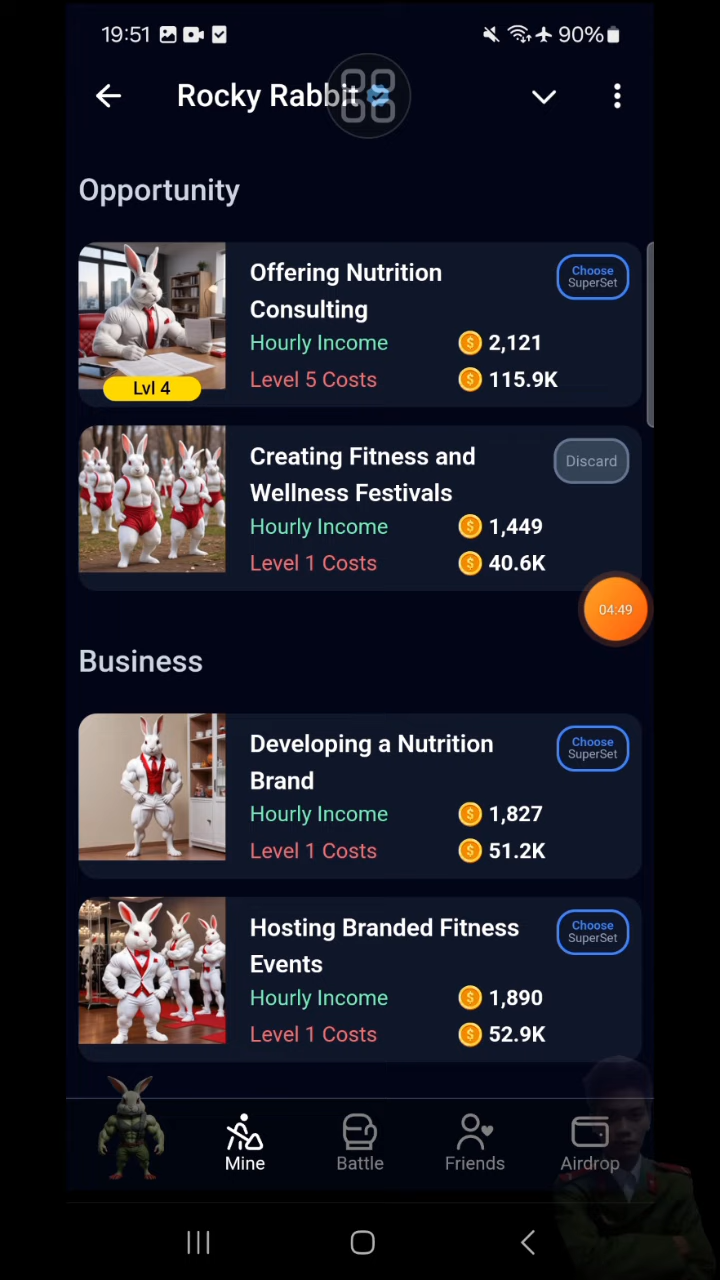 19:51
90%
Rocky Rabbit
Opportunity
Offering Nutrition
Consulting
Choose
SuperSet
Hourly Income
2,121
Level 5 Costs
115.9K
Lvl 4
Creating Fitness and
Wellness Festivals
Discard
Hourly Income
1,449
Level 1 Costs
40.6K
04:49
Business
Developing a Nutrition
Brand
Choose
SuperSet
Hourly Income
1,827
Level 1 Costs
51.2K
Hosting Branded Fitness
Events
Choose
SuperSet
Hourly Income
1,890
Level 1 Costs
52.9K
Mine
Battle
Friends
Airdrop